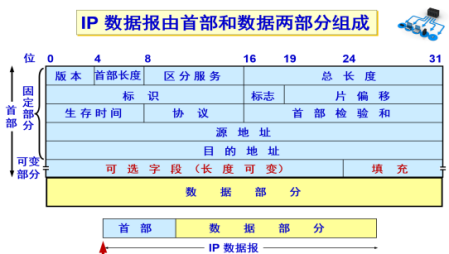 IP 数据报由首部和数据两部分组成
位 0 4 8 16 19 24 31
版本 首部长度 区分服务 总长度
标识 标志 片偏移
生存时间 协议 首部检验和
源地址
目的地址
可选字段（长度可变） 填充
数据部分
首部
固定部分
可变部分
首部 数据部分
IP 数据报